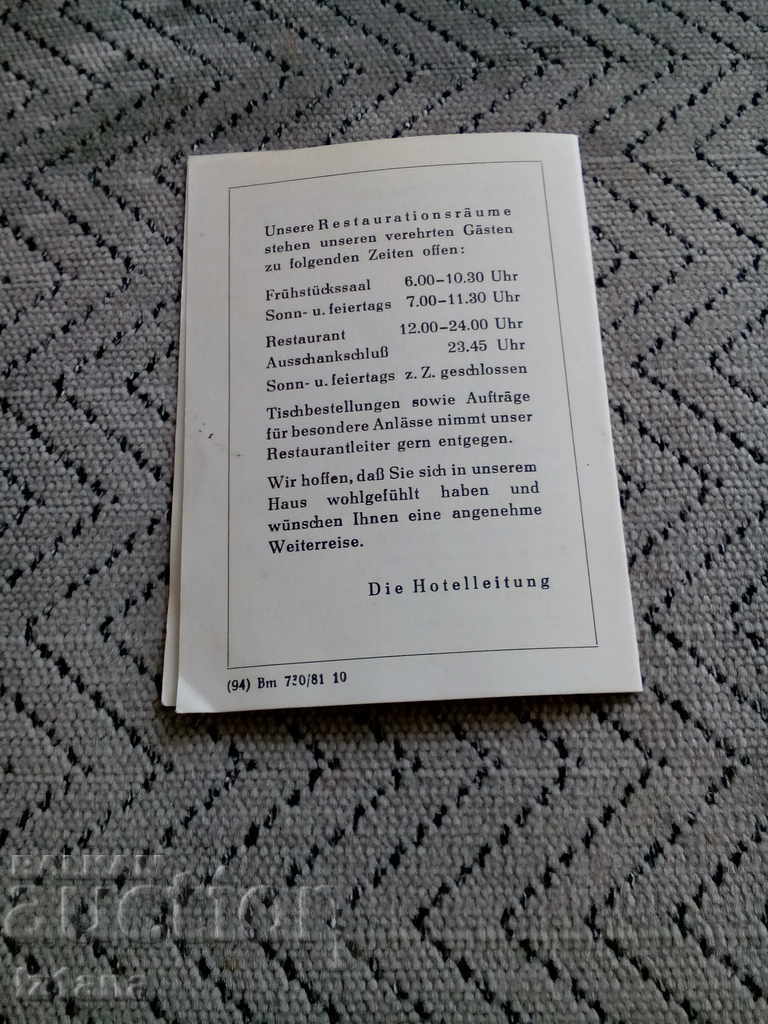 Unsere Restaurationsräume
stehen unseren verehrten Gästen
zu folgenden Zeiten offen:
Frühstückssaal 6.00–10.30 Uhr
Sonn- u. feiertags 7.00–11.30 Uhr
Restaurant 12.00–24.00 Uhr
Ausschankschluß 23.45 Uhr
Sonn- u. feiertags z. Z. geschlossen
Tischbestellungen sowie Aufträge
für besondere Anlässe nimmt unser
Restaurantleiter gern entgegen.
Wir hoffen, daß Sie sich in unserem
Haus wohlgefühlt haben und
wünschen Ihnen eine angenehme
Weiterreise.
Die Hotelleitung
(94) Bm 730/81 10
BALKAN
auction
iziana